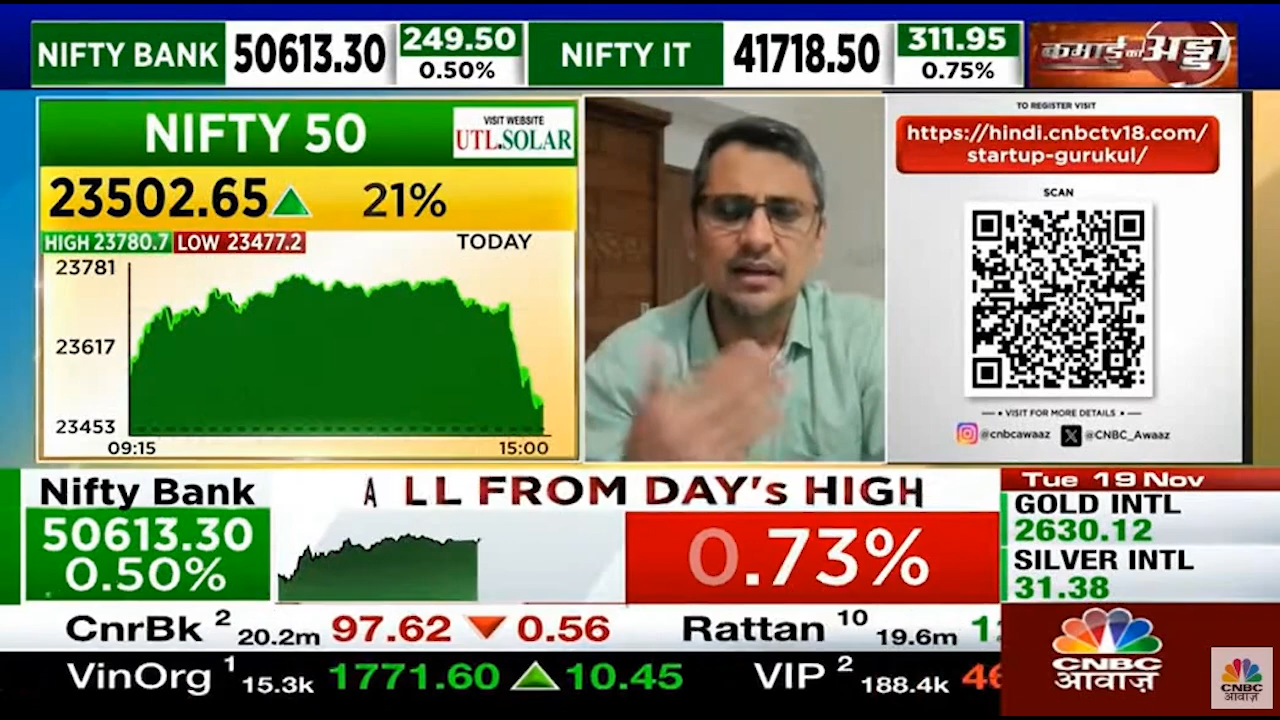 NIFTY BANK 50613.30 249.50 0.50% NIFTY IT 41718.50 311.95 0.75% कमाई का अड्डा
NIFTY 50
VISIT WEBSITE
UTL.SOLAR
23502.65 21%
HIGH 23780.7 LOW 23477.2 TODAY
23781
23617
23453
09:15 15:00
TO REGISTER VISIT
https://hindi.cnbctv18.com/
startup-gurukul/
SCAN
VISIT FOR MORE DETAILS
@cnbcawaaz @CNBC_Awaaz
Nifty Bank
50613.30
0.50%
A LL FROM DAY's HIGH
0.73%
Tue 19 Nov
GOLD INTL
2630.12
SILVER INTL
31.38
CnrBk 2 20.2m 97.62 0.56 Rattan 10 19.6m
VinOrg 1 15.3k 1771.60 10.45 VIP 2 188.4k
CNBC
आवाज़
CNBC
आवाज़